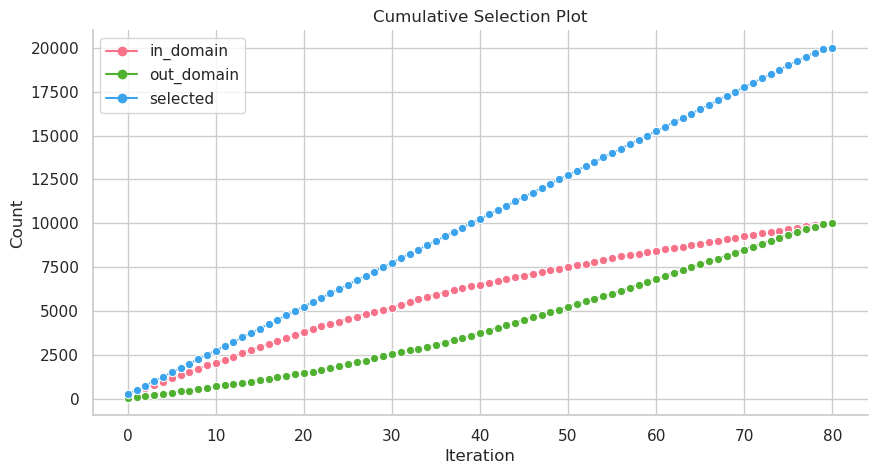 Cumulative Selection Plot
in_domain
out_domain
selected
Count
20000
17500
15000
12500
10000
7500
5000
2500
0
0 10 20 30 40 50 60 70 80
Iteration